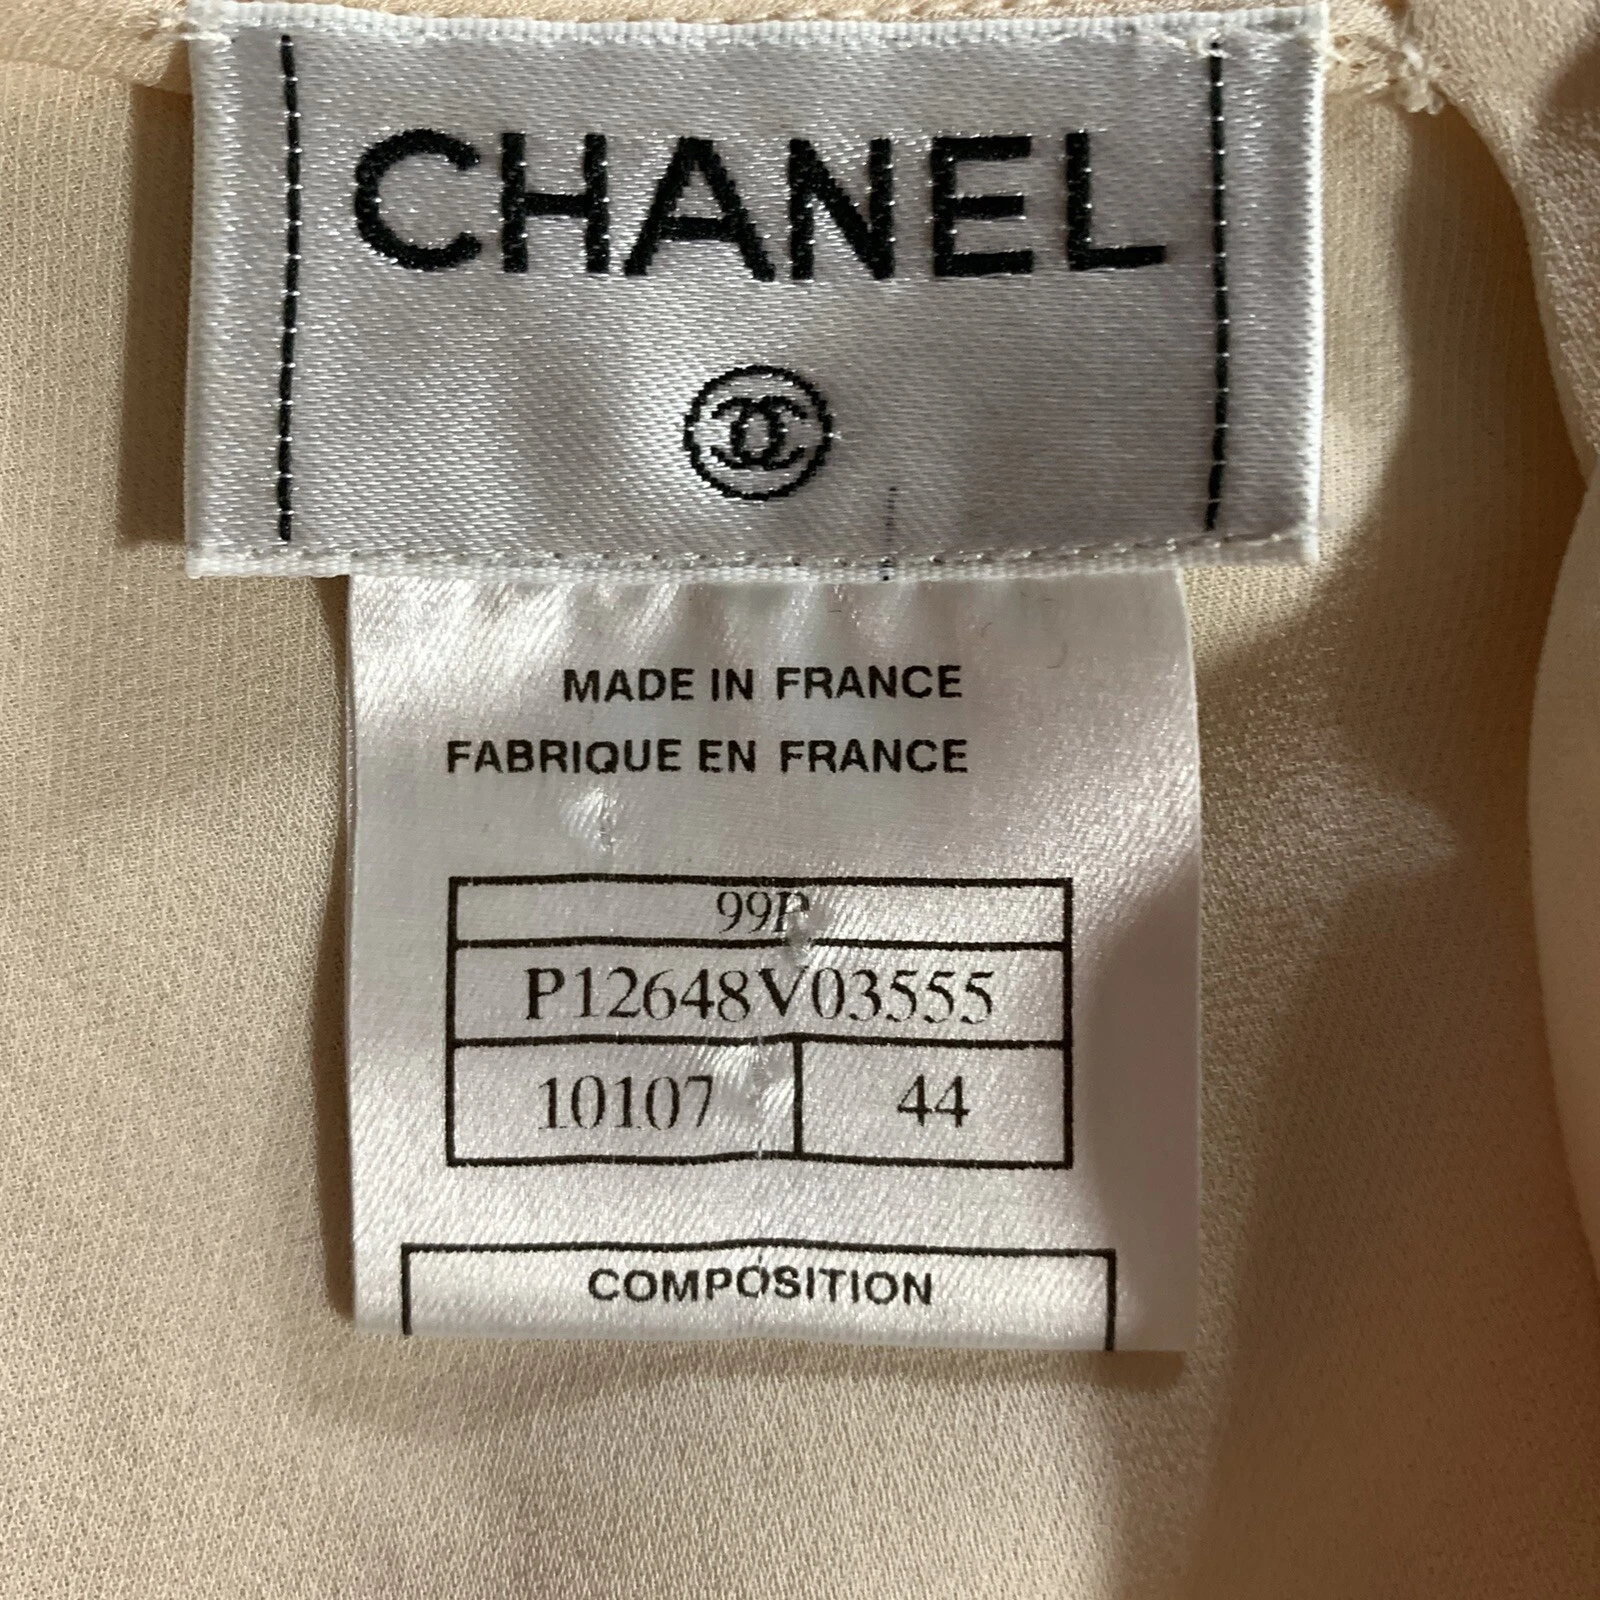 CHANEL
MADE IN FRANCE
FABRIQUE EN FRANCE
99P
P12648V03555
10107 44
COMPOSITION